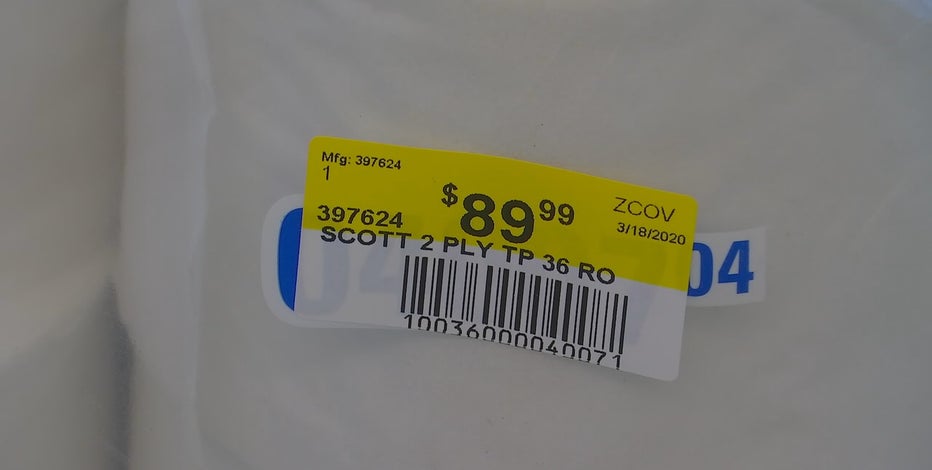 Mfg: 397624
1
$89.99
ZCOV
3/18/2020
397624
SCOTT 2 PLY TP 36 RO
10036000040071
04